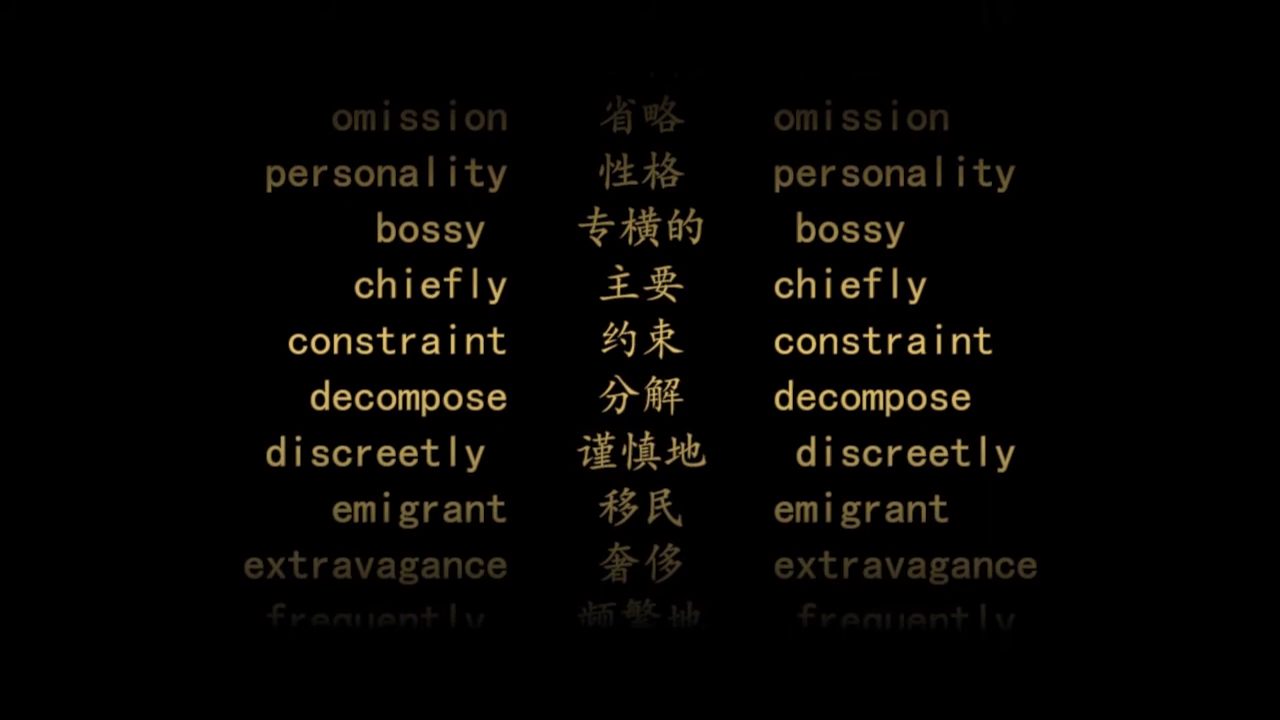 omission 省略 omission
personality 性格 personality
bossy 专横的 bossy
chiefly 主要 chiefly
constraint 约束 constraint
decompose 分解 decompose
discreetly 谨慎地 discreetly
emigrant 移民 emigrant
extravagance 奢侈 extravagance
frequently 频繁地 frequently